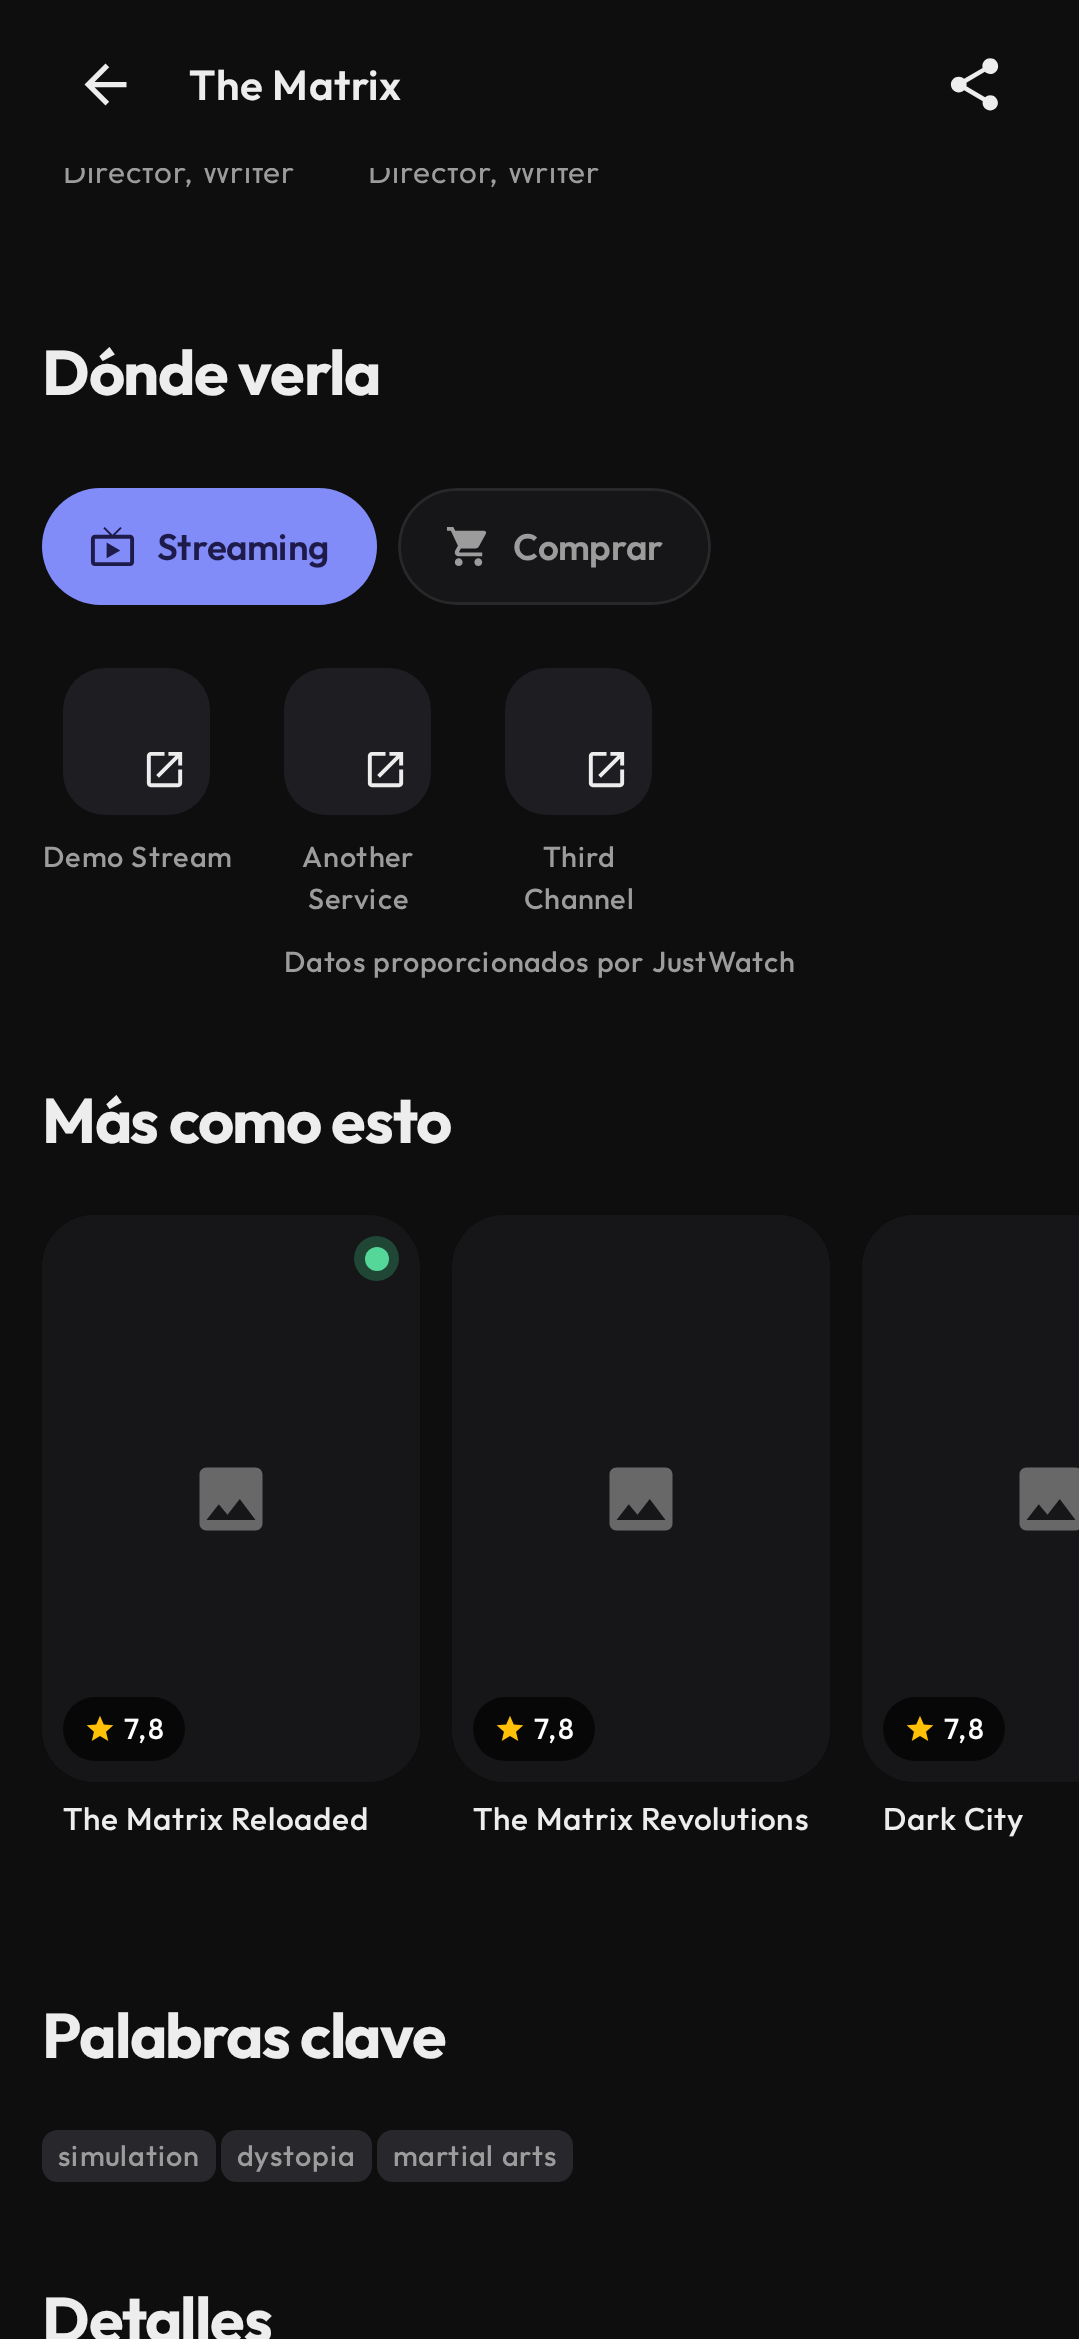 The Matrix
Director, Writer Director, Writer
Dónde verla
Streaming Comprar
Demo Stream Another Service Third Channel
Datos proporcionados por JustWatch
Más como esto
7,8 7,8 7,8
The Matrix Reloaded The Matrix Revolutions Dark City
Palabras clave
simulation dystopia martial arts
Detalles